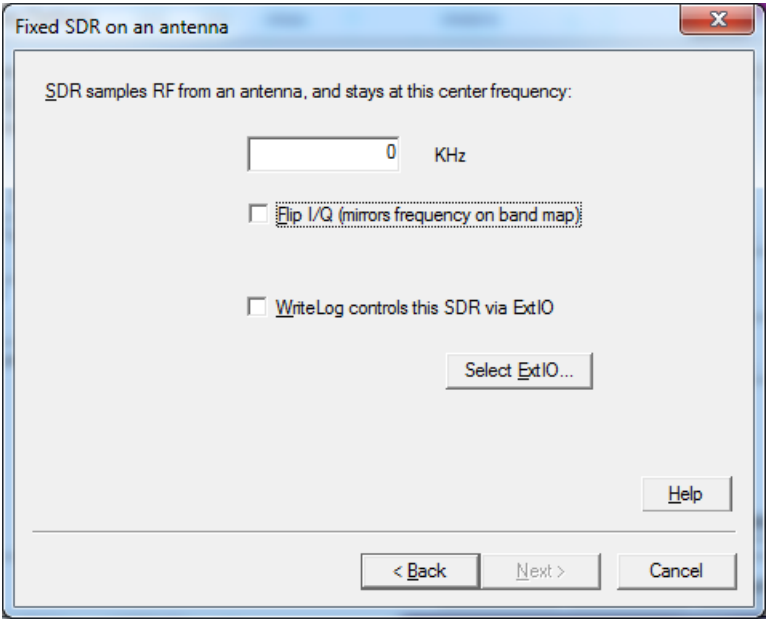 Fixed SDR on an antenna
SDR samples RF from an antenna, and stays at this center frequency:
0 KHz
Flip I/Q (mirrors frequency on band map)
WriteLog controls this SDR via ExtIO
Select ExtIO...
Help
< Back Next > Cancel